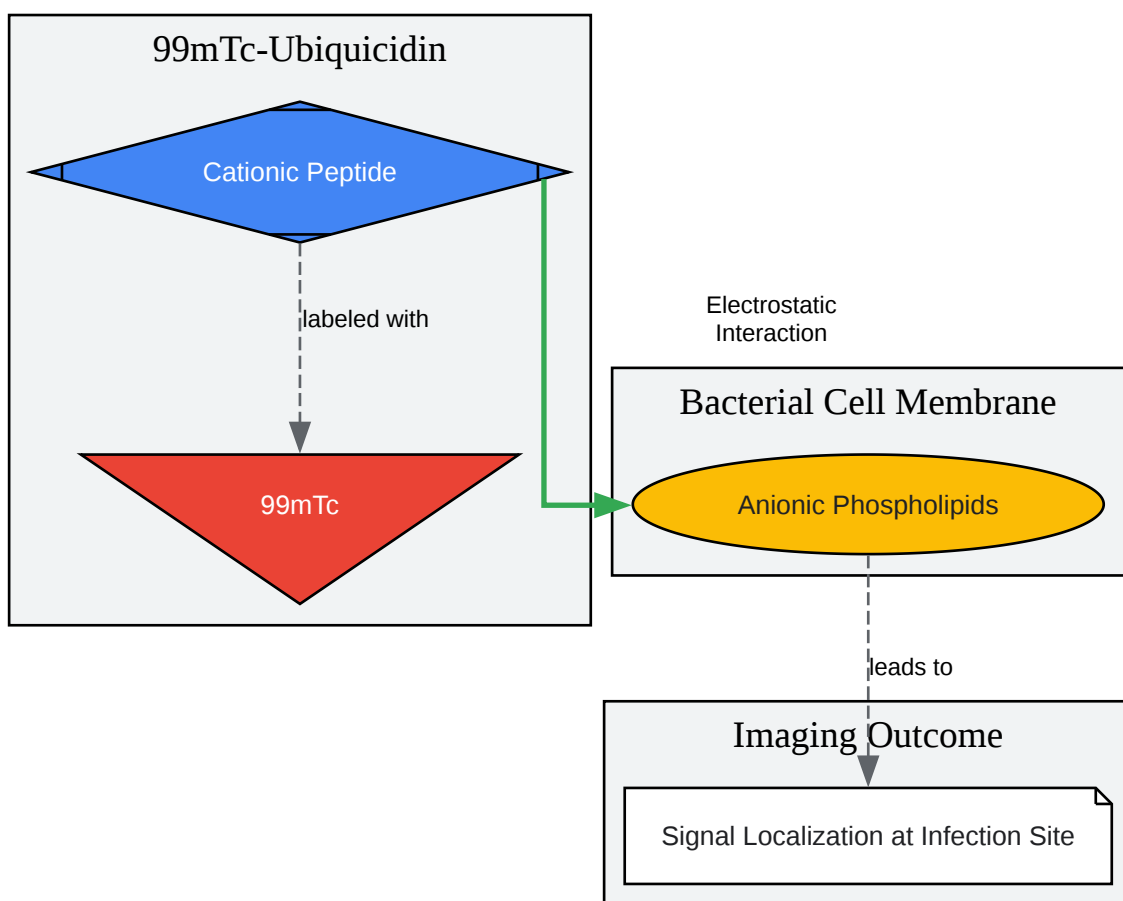 99mTc-Ubiquicidin
Cationic Peptide
labeled with
99mTc
Electrostatic
Interaction
Bacterial Cell Membrane
Anionic Phospholipids
leads to
Imaging Outcome
Signal Localization at Infection Site